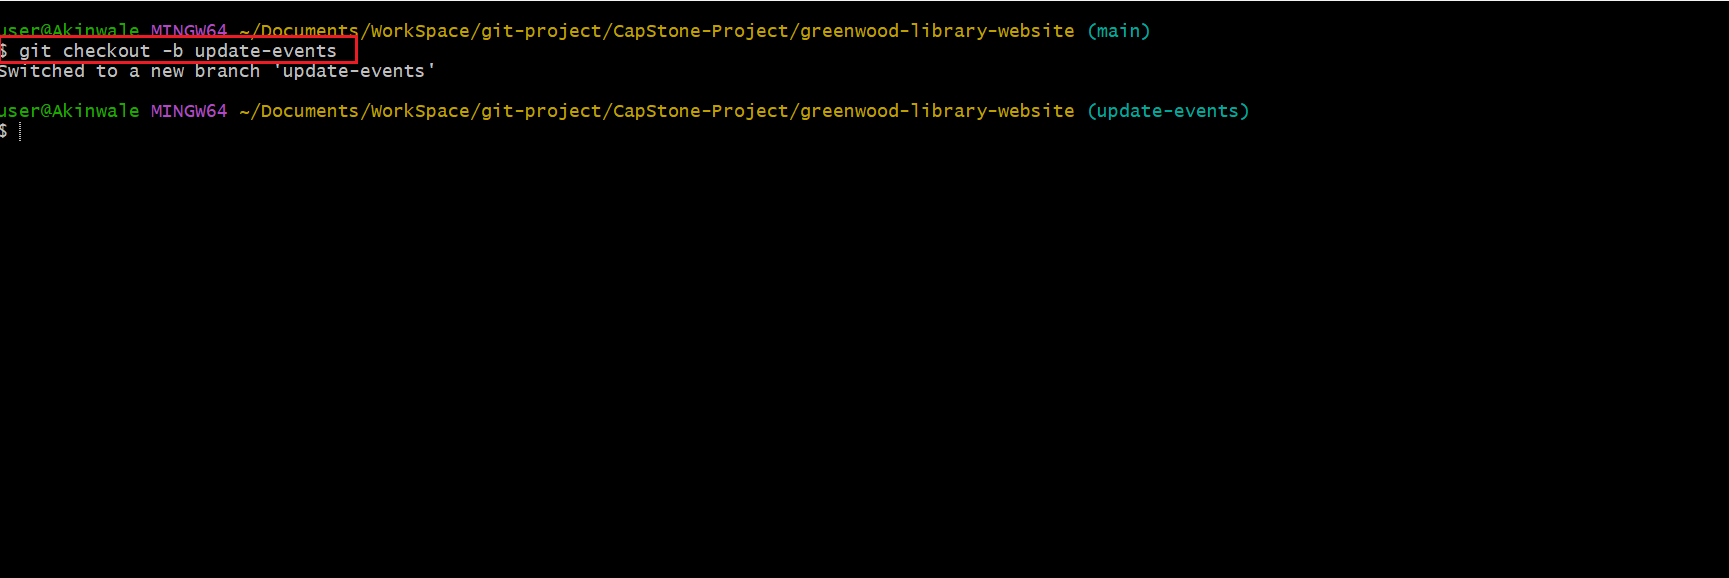 user@Akinwale MINGW64 ~/Documents/WorkSpace/git-project/CapStone-Project/greenwood-library-website (main)
$ git checkout -b update-events
Switched to a new branch 'update-events'
user@Akinwale MINGW64 ~/Documents/WorkSpace/git-project/CapStone-Project/greenwood-library-website (update-events)
$